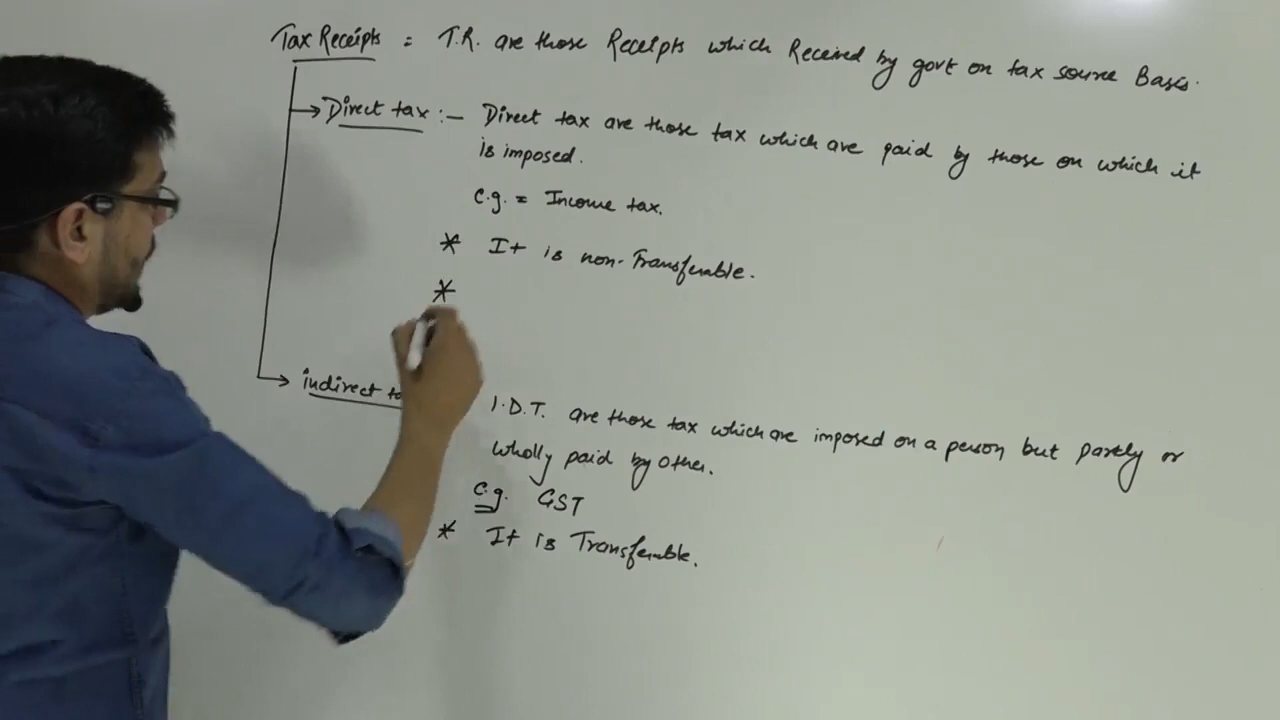 Tax Receipts = T.R. are those Receipts which Received by govt on tax source Basis.
Direct tax :- Direct tax are those tax which are paid by those on which it
is imposed.
e.g. = Income tax.
* It is non-Transferable.
*
indirect ta
I.D.T. are those tax which are imposed on a person but partly or
wholly paid by other.
e.g. GST
* It is Transferable.